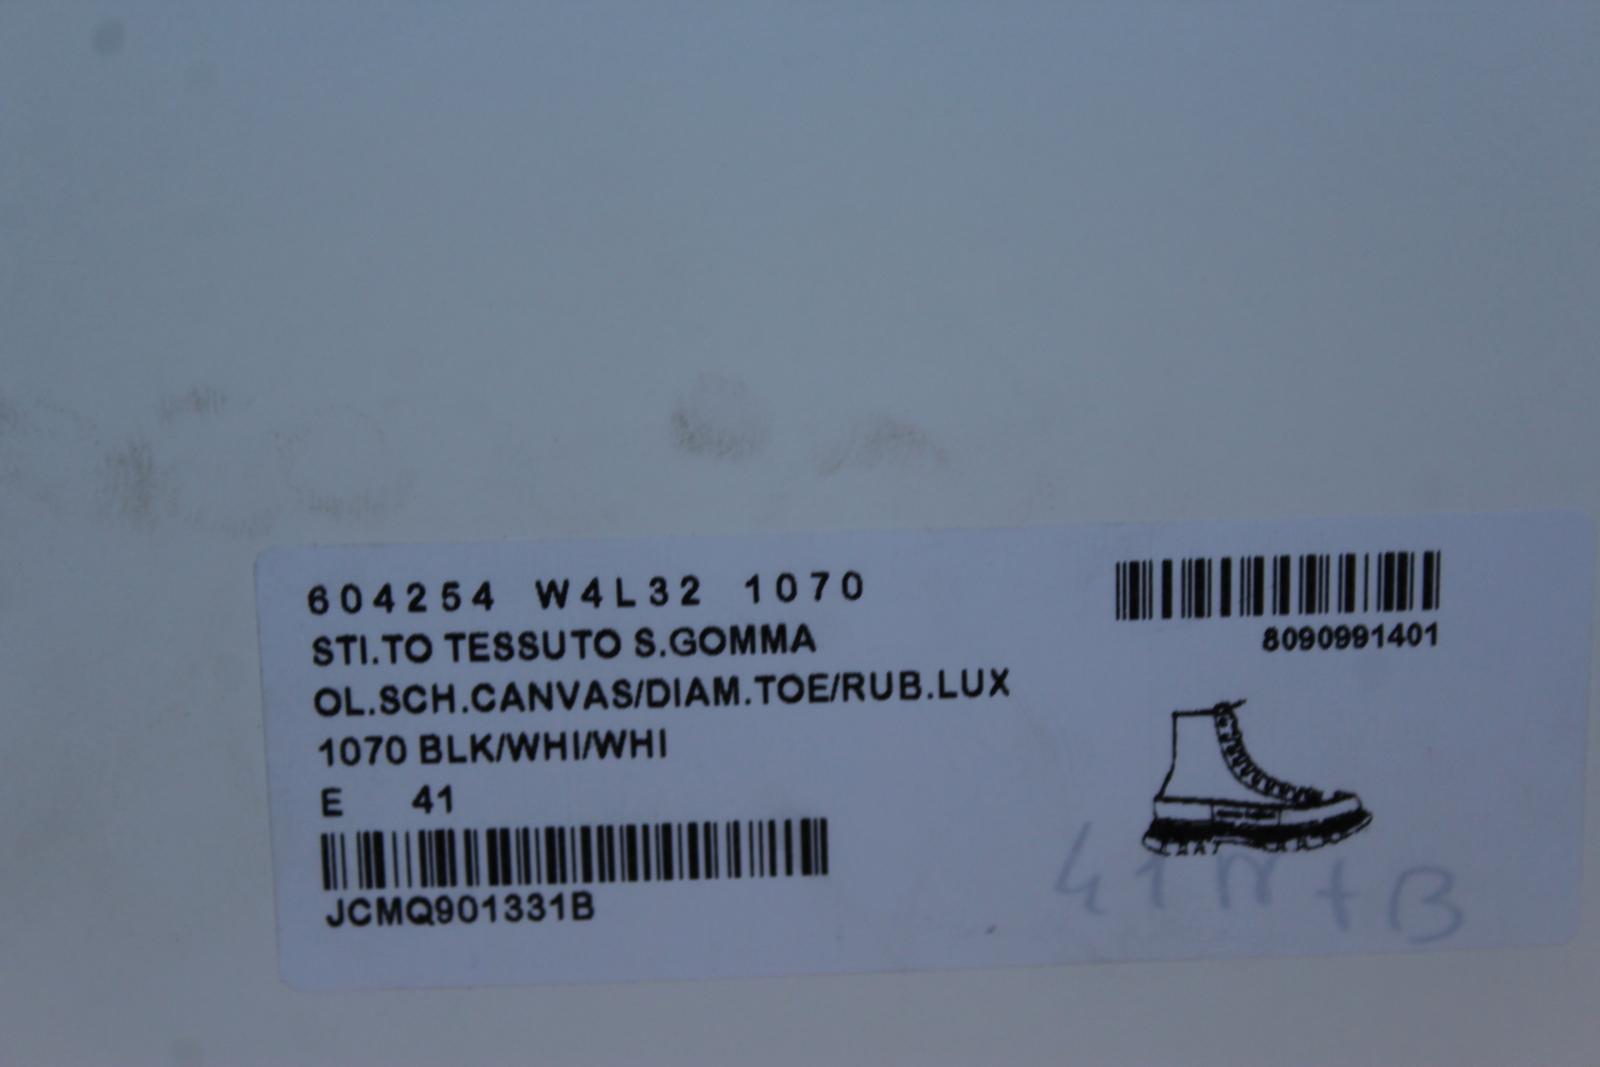 604254 W4L32 1070
STI.TO TESSUTO S.GOMMA
OL.SCH.CANVAS/DIAM.TOE/RUB.LUX
1070 BLK/WHI/WHI
E 41
JCMQ901331B
8090991401
41 N + B